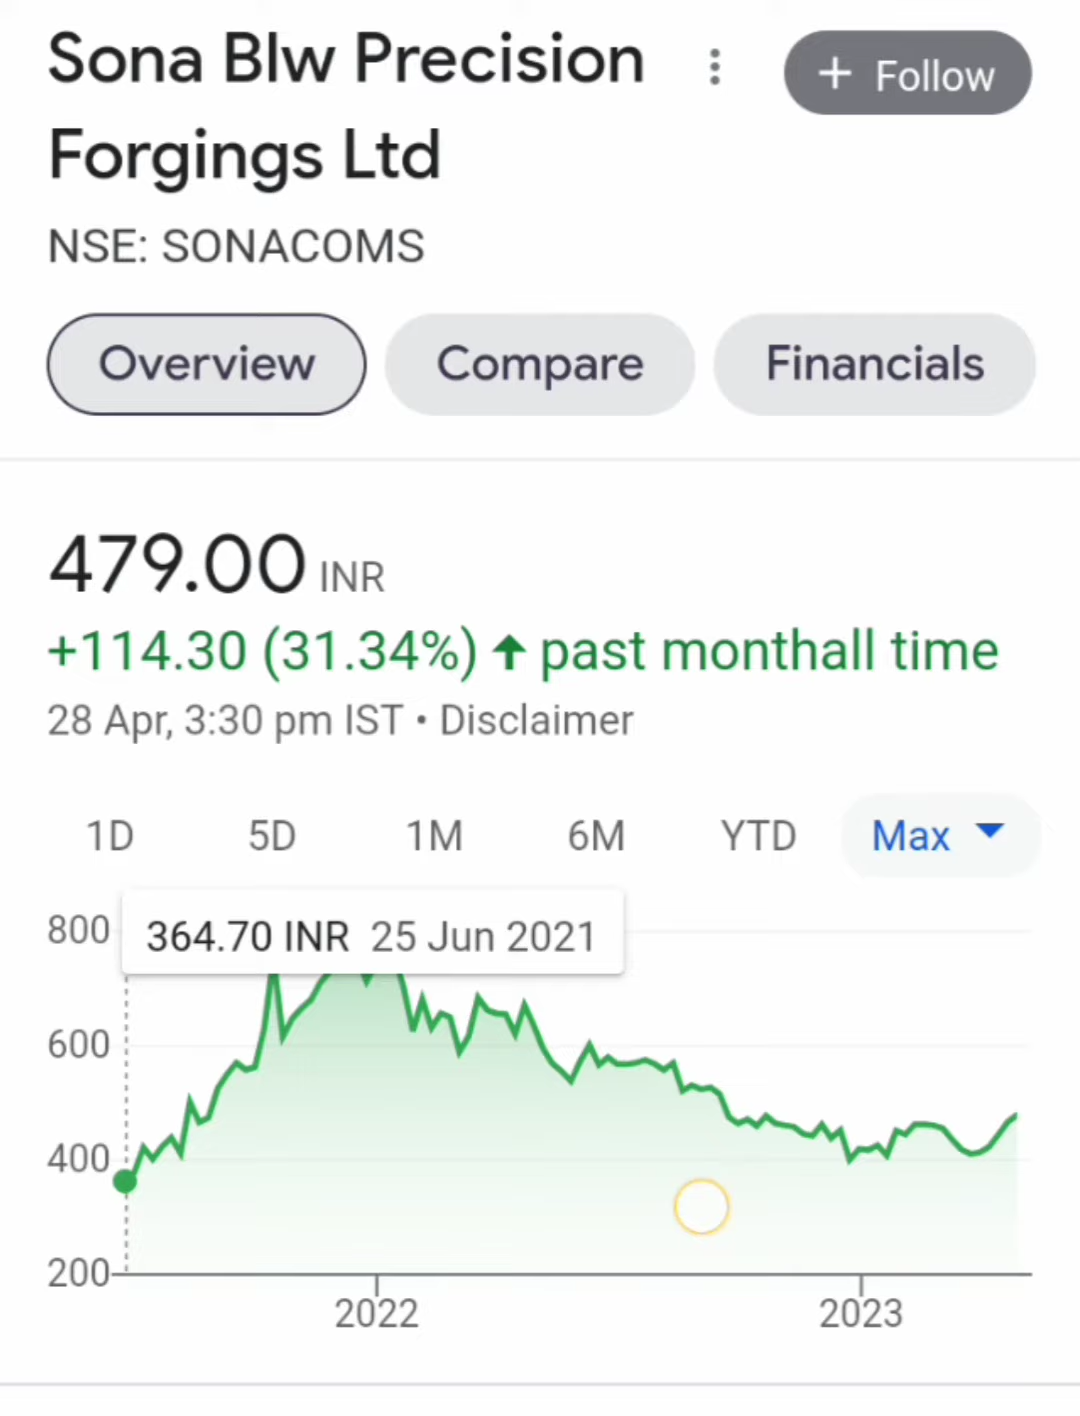 Sona Blw Precision
Forgings Ltd
+ Follow
NSE: SONACOMS
Overview Compare Financials
479.00 INR
+114.30 (31.34%) ↑ past monthall time
28 Apr, 3:30 pm IST • Disclaimer
1D 5D 1M 6M YTD Max
800
364.70 INR 25 Jun 2021
600
400
200
2022 2023